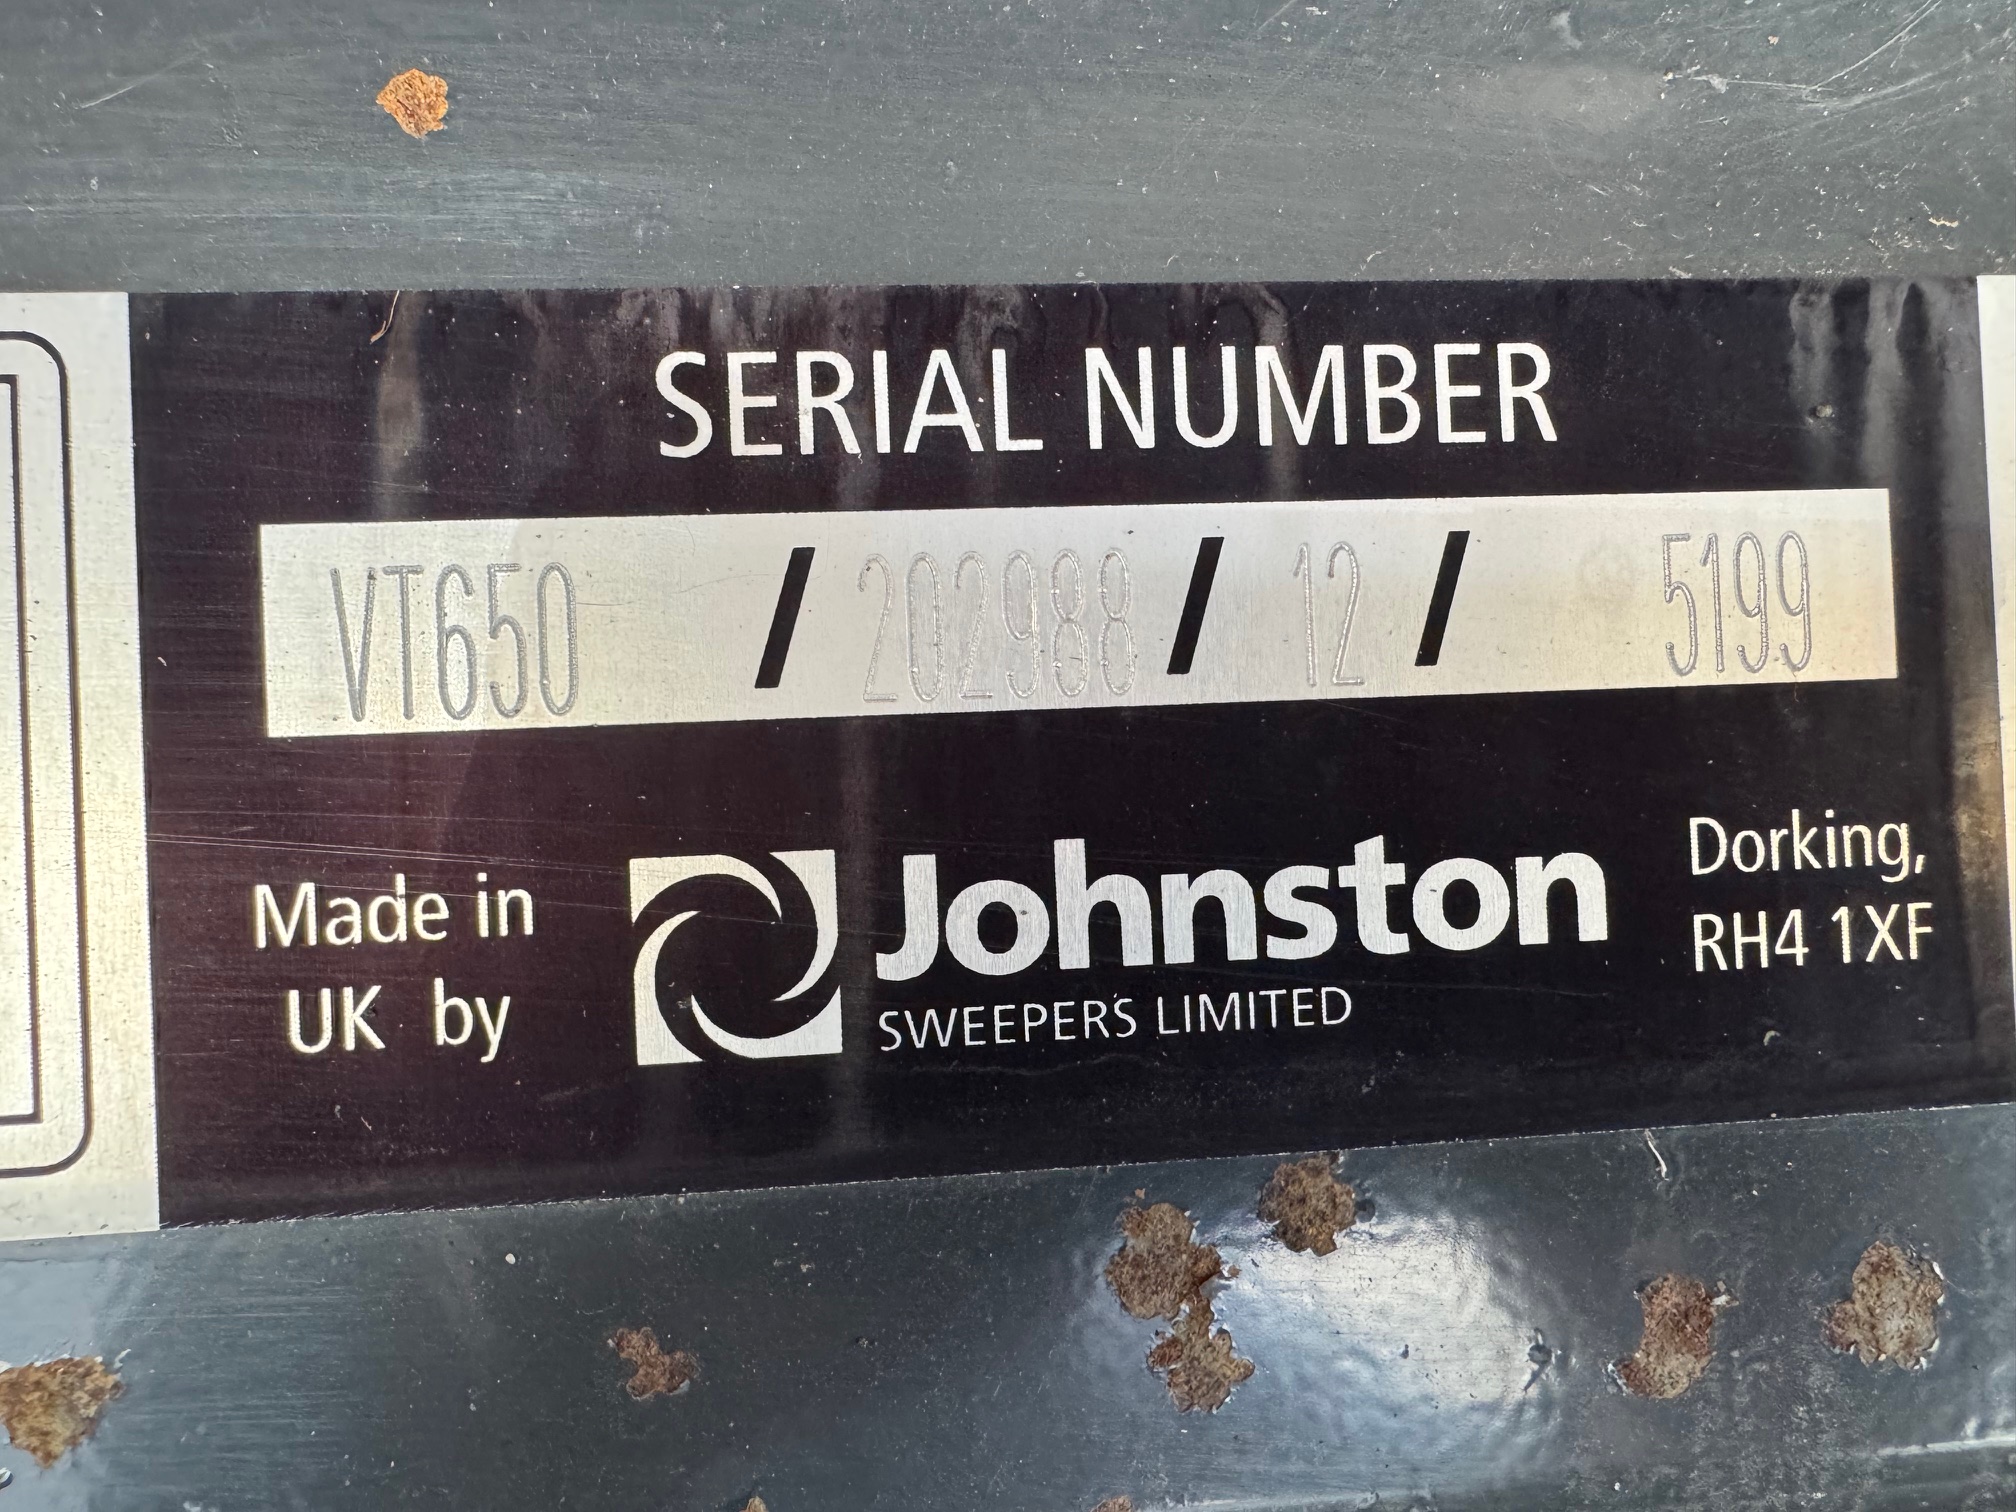 SERIAL NUMBER
VT650 / 202988 / 12 / 5199
Made in
UK by
Johnston
SWEEPERS LIMITED
Dorking,
RH4 1XF